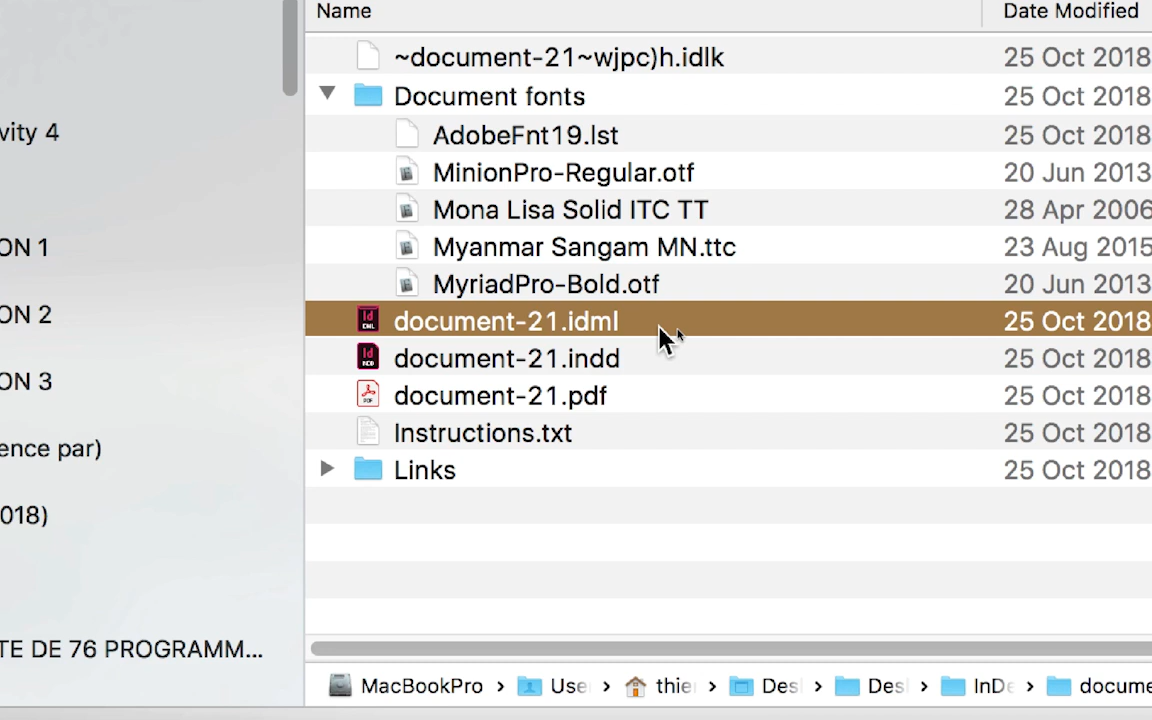 Name Date Modified
~document-21~wjpc)h.idlk 25 Oct 2018
Document fonts 25 Oct 2018
vity 4
AdobeFnt19.lst 25 Oct 2018
MinionPro-Regular.otf 20 Jun 2013
Mona Lisa Solid ITC TT 28 Apr 2006
ON 1
Myanmar Sangam MN.ttc 23 Aug 2015
MyriadPro-Bold.otf 20 Jun 2013
ON 2
document-21.idml 25 Oct 2018
document-21.indd 25 Oct 2018
ON 3
document-21.pdf 25 Oct 2018
Instructions.txt 25 Oct 2018
ence par)
Links 25 Oct 2018
018)
TE DE 76 PROGRAMM...
MacBookPro › Use › thie › Des › Des › InDe › docume